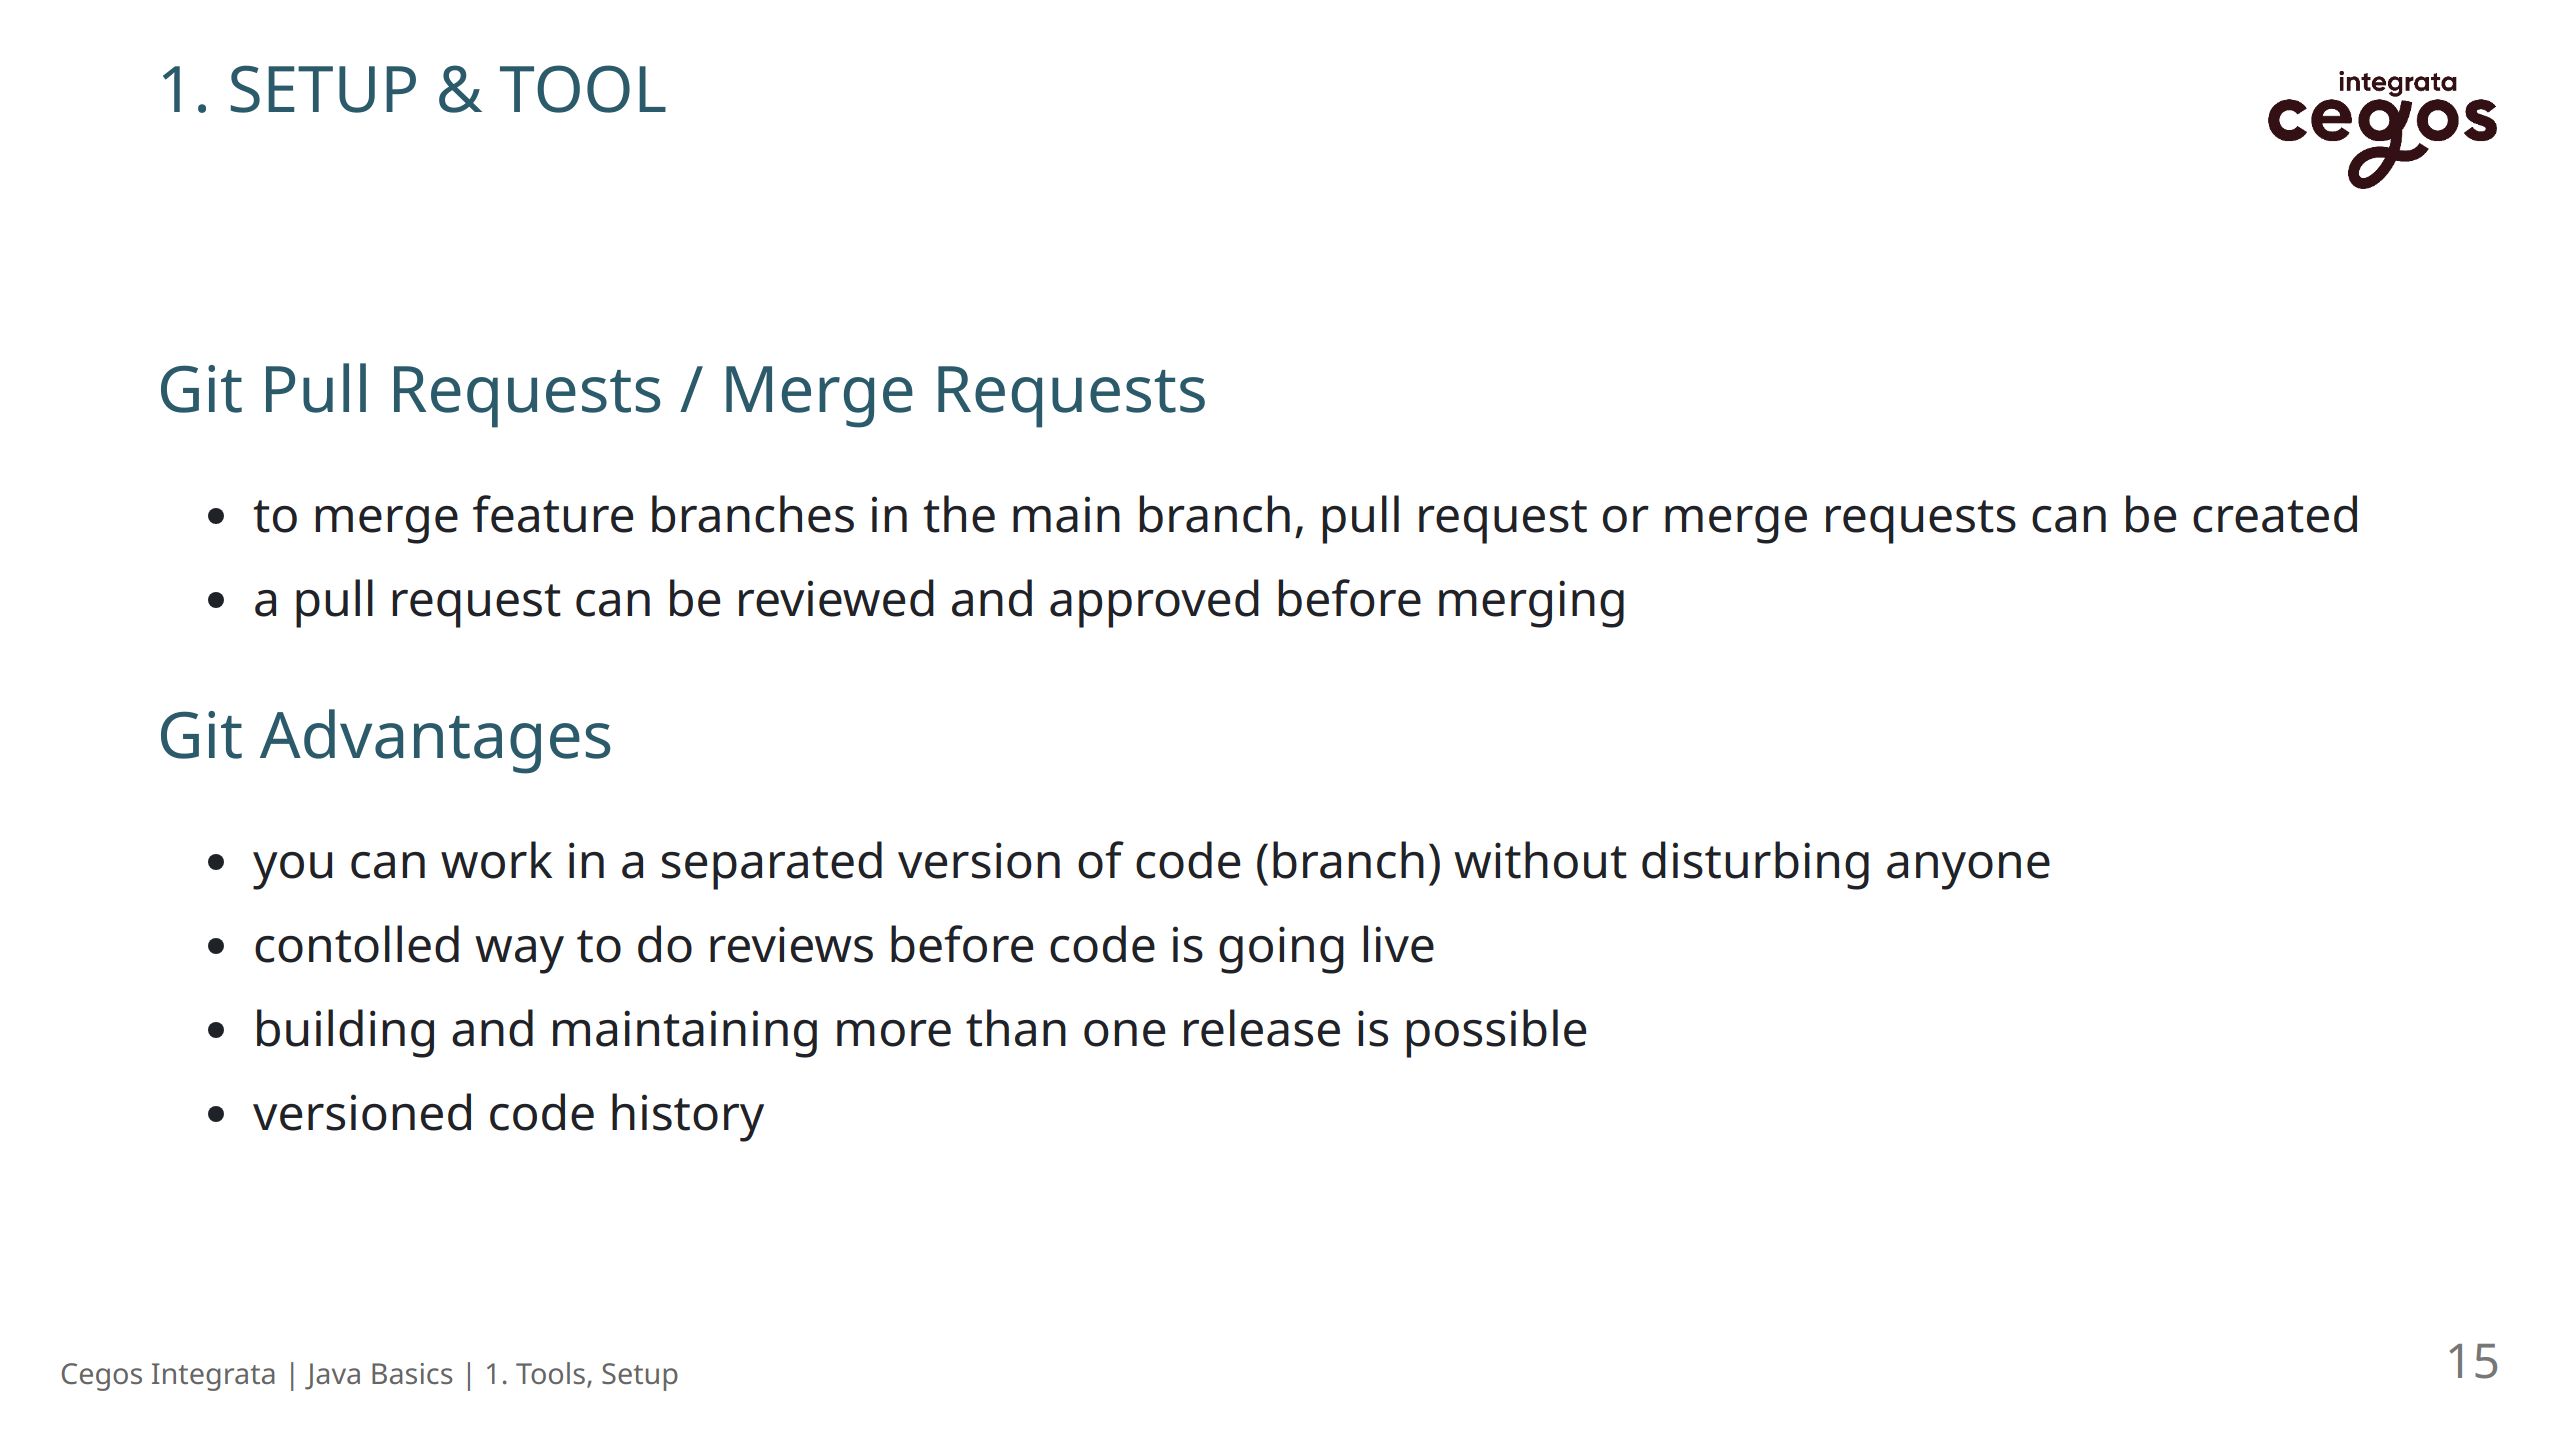 1. SETUP & TOOL
integrata
cegos
Git Pull Requests / Merge Requests
• to merge feature branches in the main branch, pull request or merge requests can be created
• a pull request can be reviewed and approved before merging
Git Advantages
• you can work in a separated version of code (branch) without disturbing anyone
• contolled way to do reviews before code is going live
• building and maintaining more than one release is possible
• versioned code history
Cegos Integrata | Java Basics | 1. Tools, Setup
15